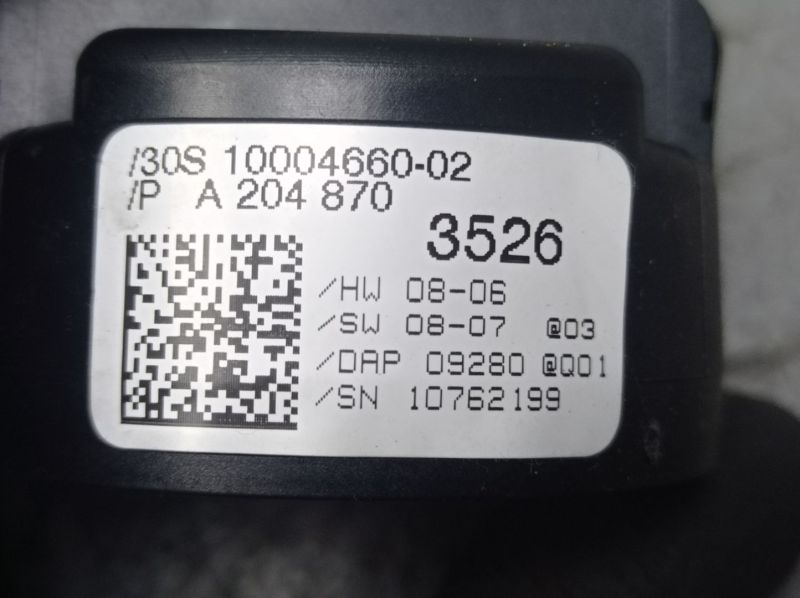 /30S 10004660-02
/P A 204 870
3526
/HW 08-06
/SW 08-07 @03
/DAP 09280 @Q01
/SN 10762199